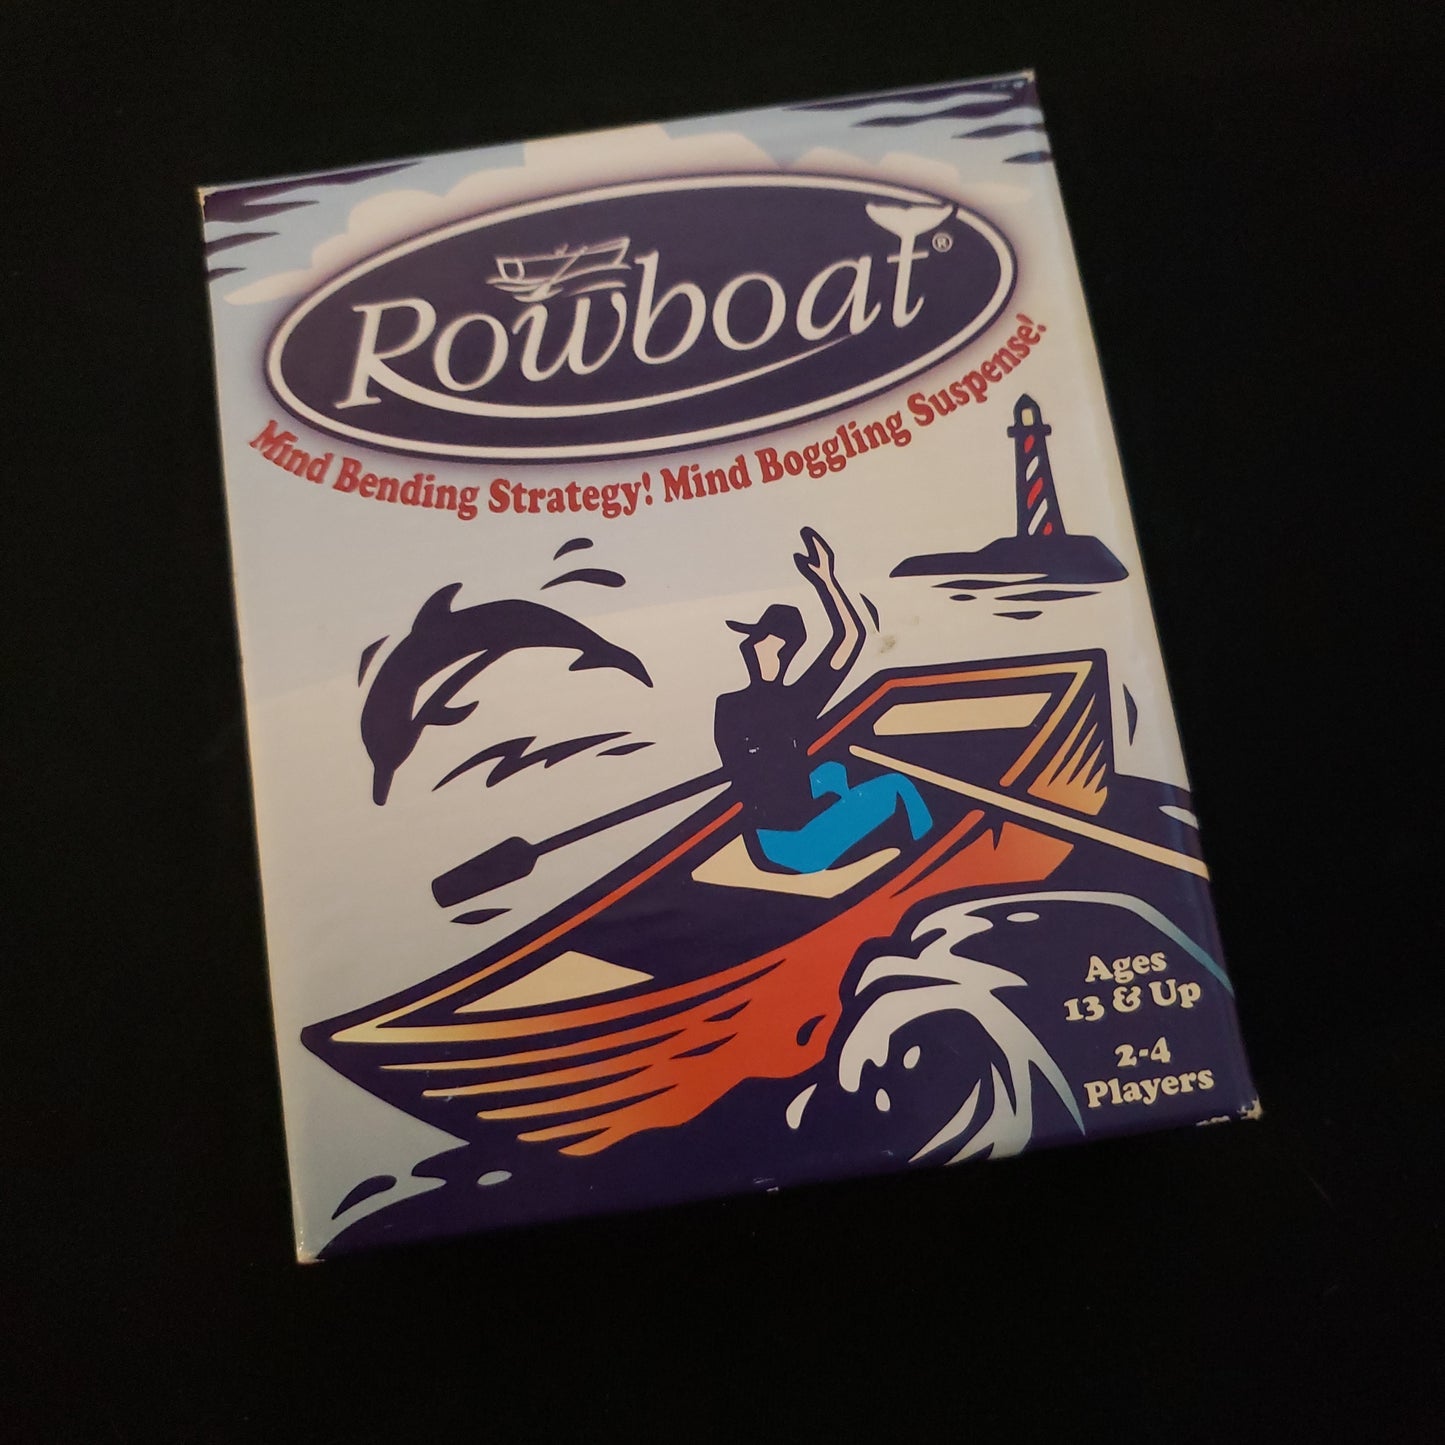 Rowboat®
Mind Bending Strategy! Mind Boggling Suspense!
Ages
13 & Up
2-4
Players